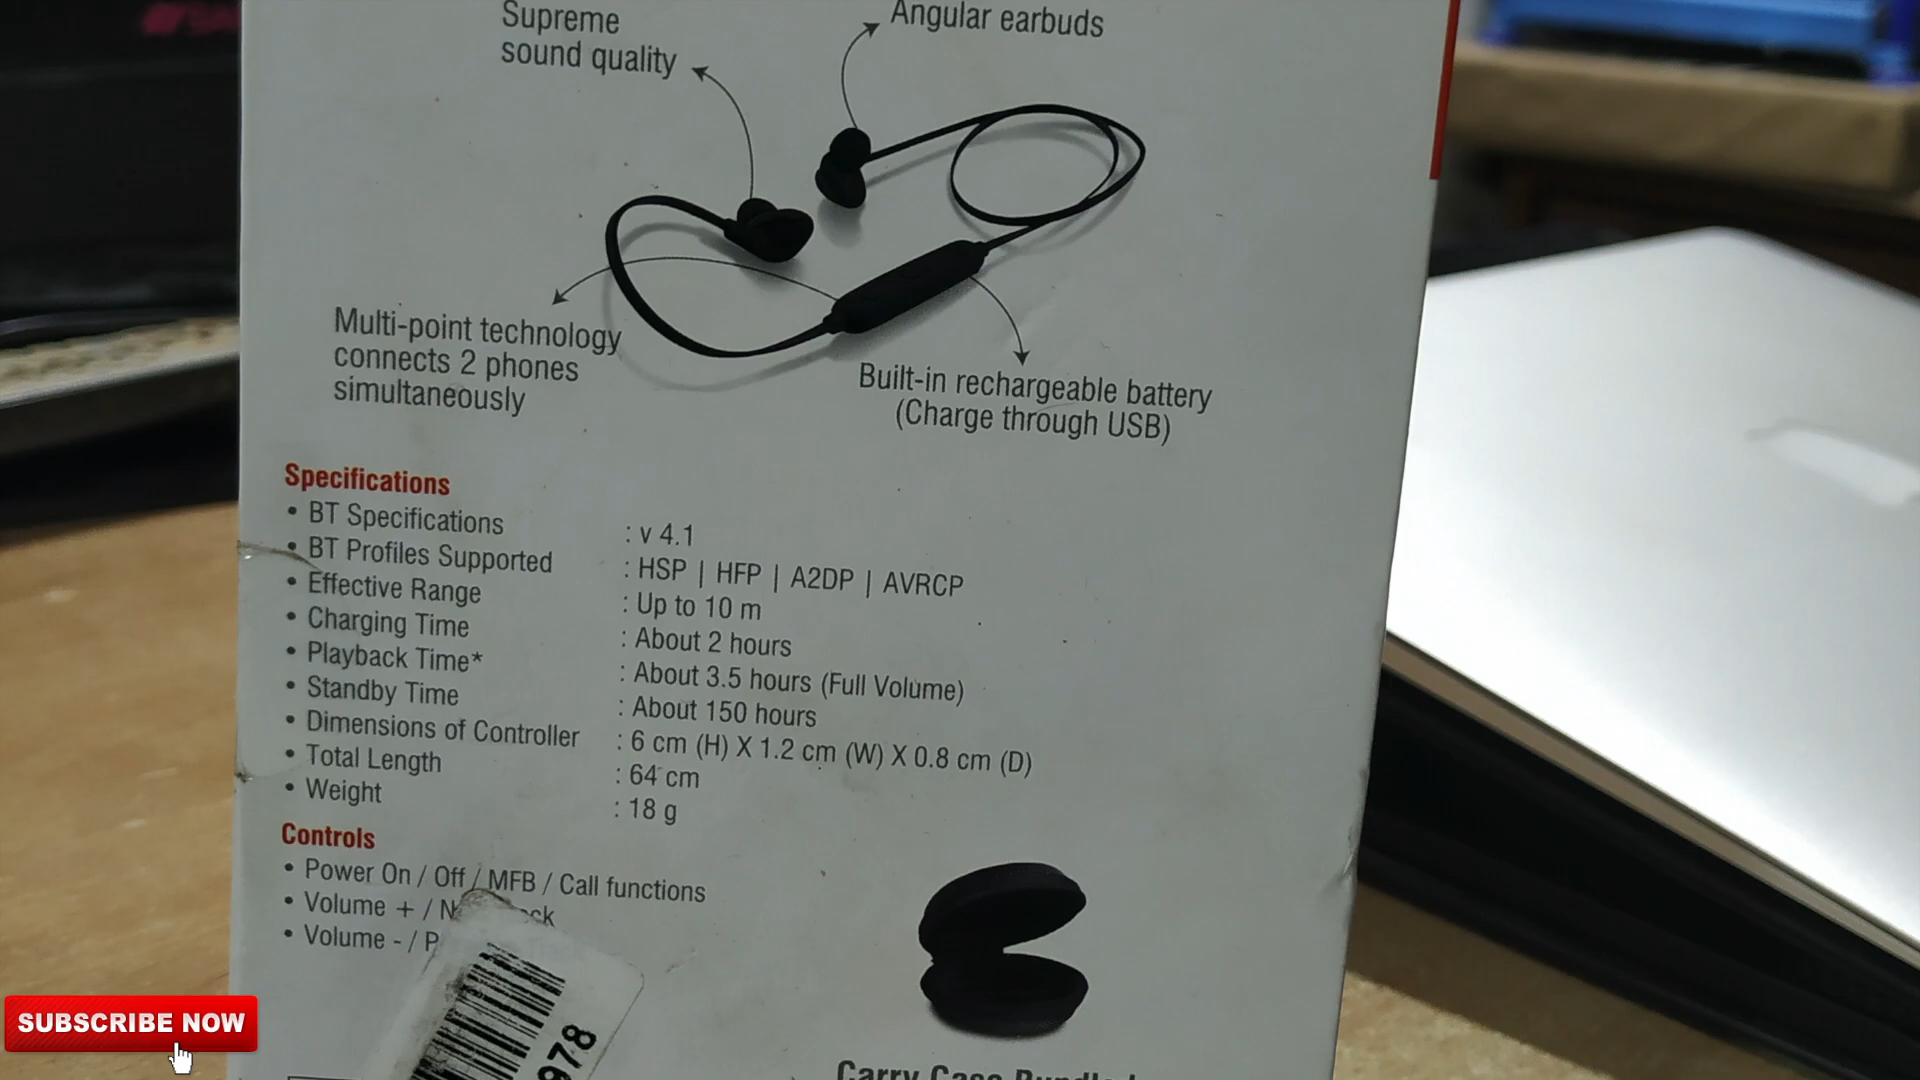 Supreme
sound quality
Angular earbuds
Multi-point technology
connects 2 phones
simultaneously
Built-in rechargeable battery
(Charge through USB)
Specifications
• BT Specifications : v 4.1
• BT Profiles Supported : HSP | HFP | A2DP | AVRCP
• Effective Range : Up to 10 m
• Charging Time : About 2 hours
• Playback Time* : About 3.5 hours (Full Volume)
• Standby Time : About 150 hours
• Dimensions of Controller : 6 cm (H) X 1.2 cm (W) X 0.8 cm (D)
• Total Length : 64 cm
• Weight : 18 g
Controls
• Power On / Off / MFB / Call functions
• Volume + /
• Volume - /
978
Carry Case
SUBSCRIBE NOW